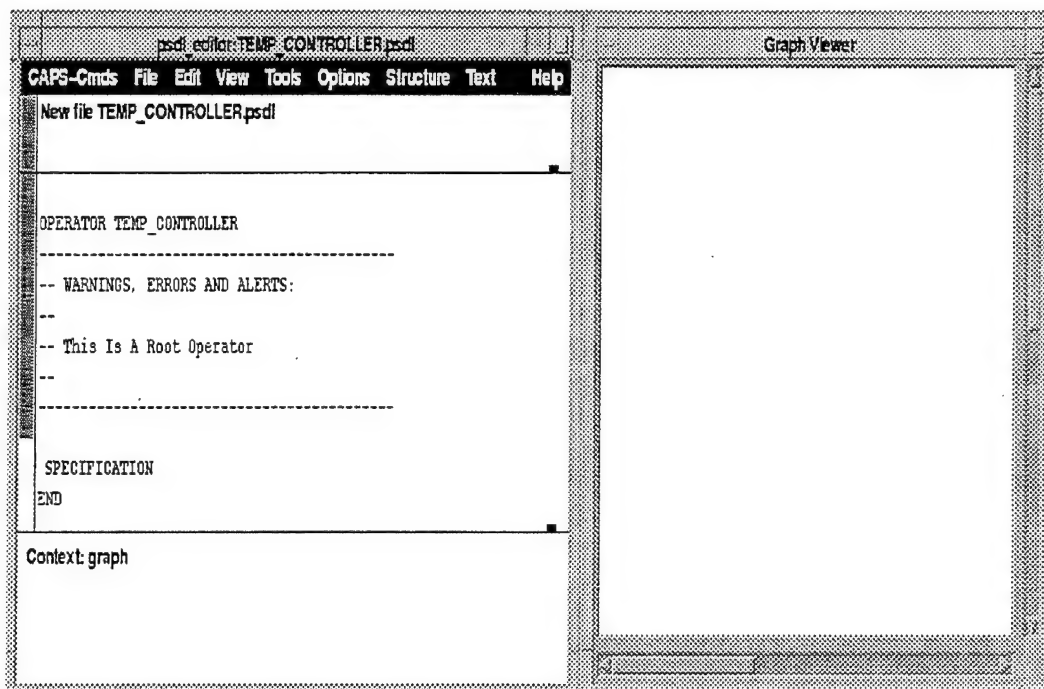 psdl_editor:TEMP_CONTROLLER.psdl
CAPS-Cmds File Edit View Tools Options Structure Text Help
New file TEMP_CONTROLLER.psdl
OPERATOR TEMP_CONTROLLER
-------------------------------------------
-- WARNINGS, ERRORS AND ALERTS:
--
-- This Is A Root Operator
--
-------------------------------------------
SPECIFICATION
END
Context: graph
Graph Viewer